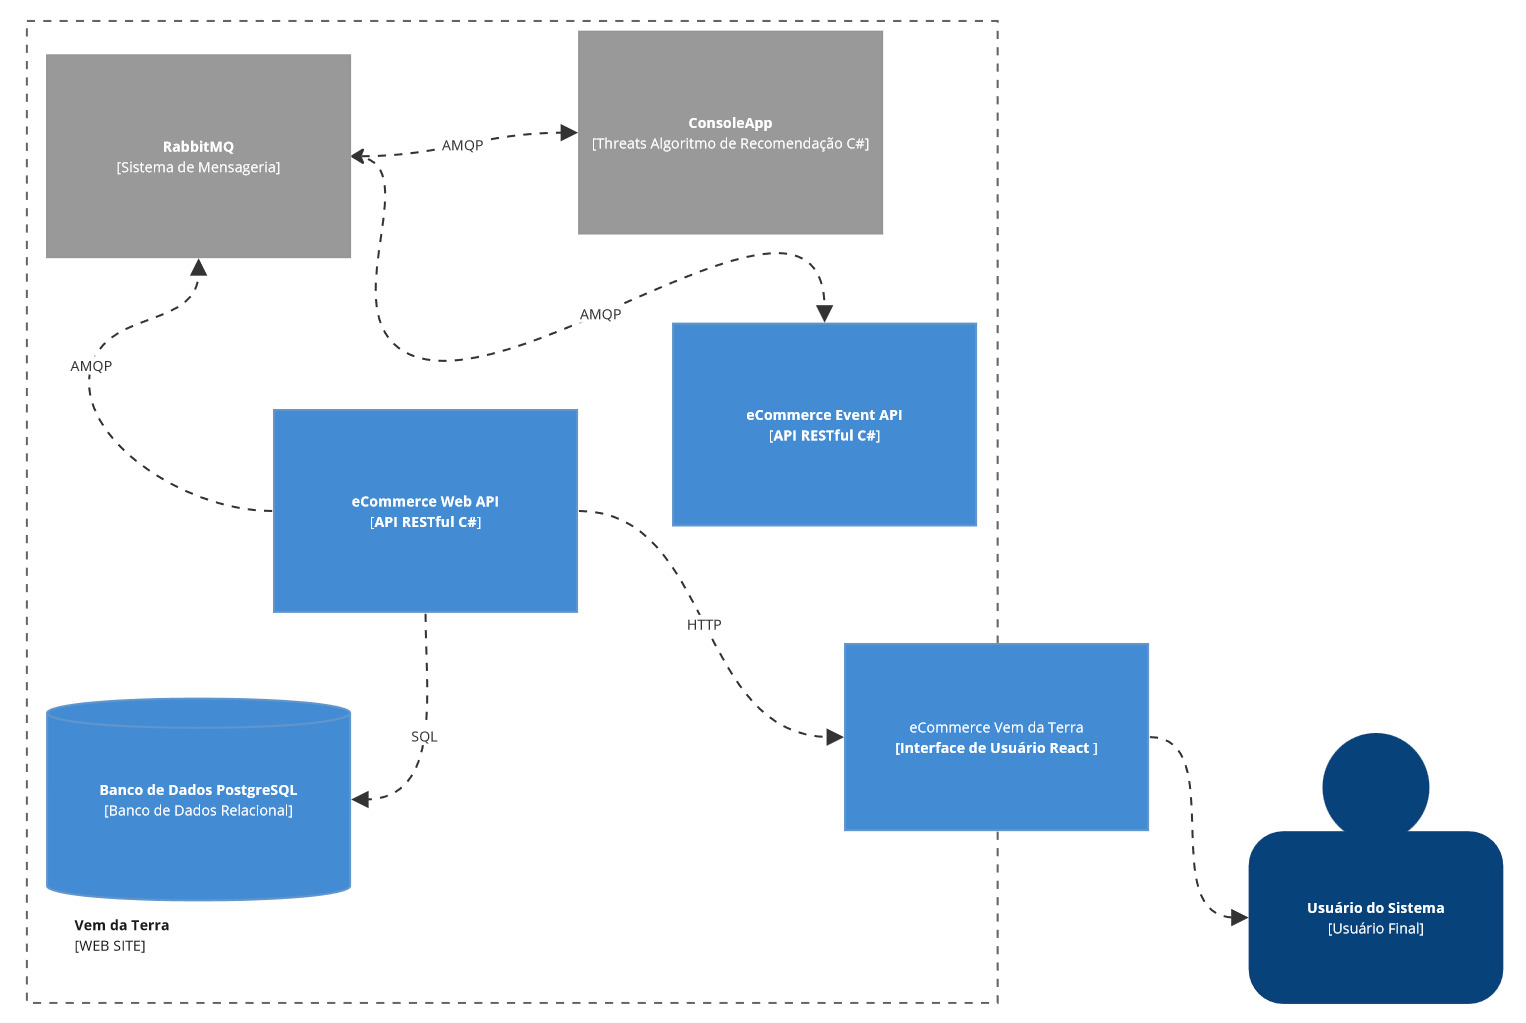 RabbitMQ
[Sistema de Mensageria]
AMQP
ConsoleApp
[Threats Algoritmo de Recomendação C#]
AMQP
AMQP
eCommerce Event API
[API RESTful C#]
eCommerce Web API
[API RESTful C#]
HTTP
SQL
eCommerce Vem da Terra
[Interface de Usuário React ]
Banco de Dados PostgreSQL
[Banco de Dados Relacional]
Usuário do Sistema
[Usuário Final]
Vem da Terra
[WEB SITE]